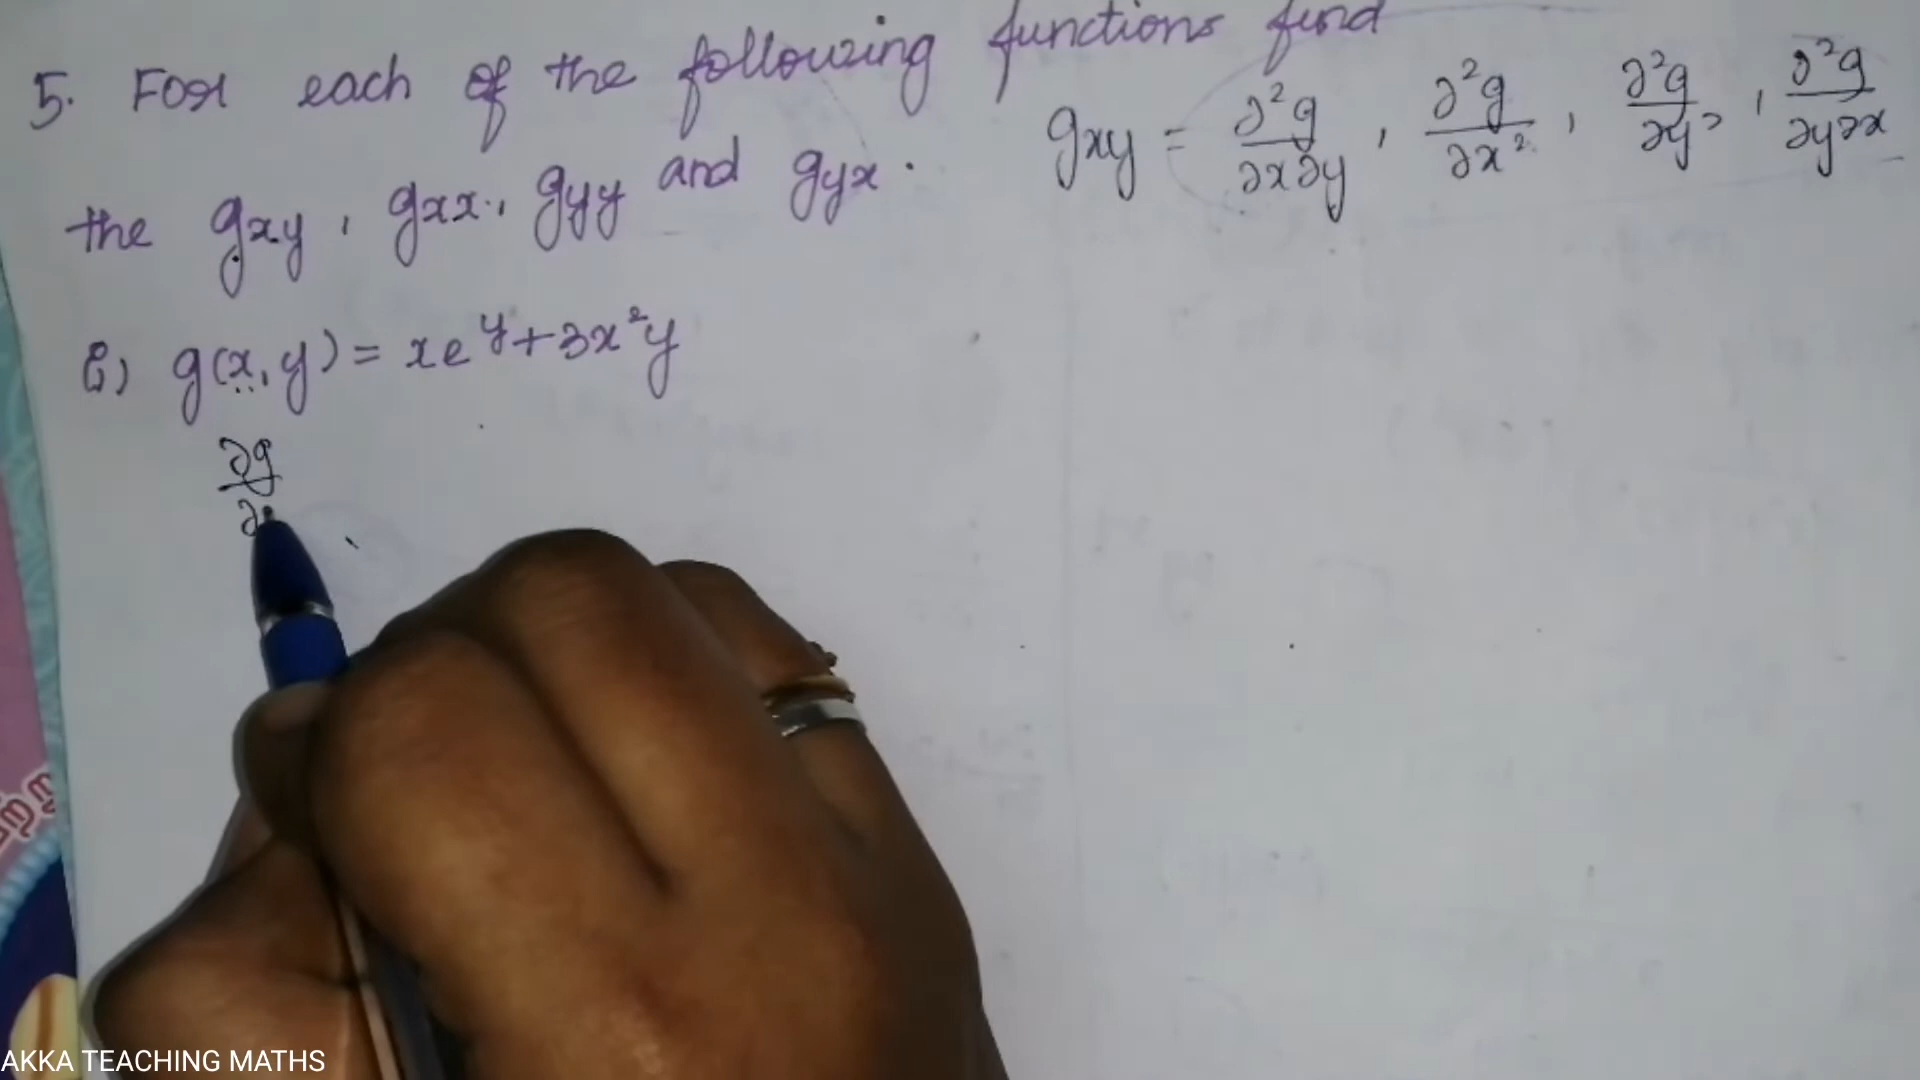 5. For each of the following functions find
the gxy, gxx, gyy and gyx. gxy = ∂²g/∂x∂y, ∂²g/∂x², ∂²g/∂y², ∂²g/∂y∂x
g(x,y) = xe^y+3x²y
∂g
AKKA TEACHING MATHS